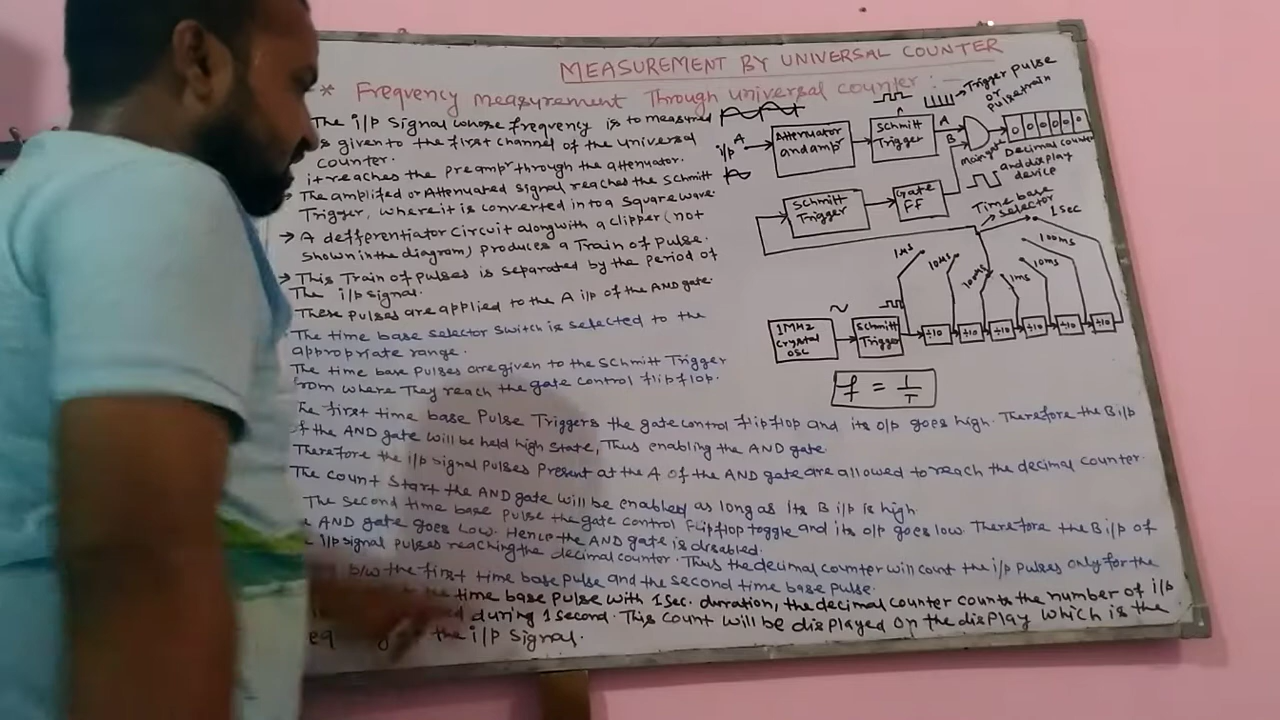 MEASUREMENT BY UNIVERSAL COUNTER
* Frequency measurement Through universal counter :-
The i/p Signal whose frequency is to measured
is given to the first channel of the universal
counter.
it reaches the preamp through the attenuator.
→ The amplifed or Attenuated signal reaches the Schmitt
Trigger, where it is converted in to a Square wave.
→ A defferentiator circuit alongwith a clipper (not
shown in the diagram) produces a Train of Pulse.
→ This Train of pulses is separated by the period of
The i/p signal.
These pulses are applied to the A i/p of the AND gate.
The time base selector switch is selected to the
appropriate range.
The time base Pulses are given to the Schmitt Trigger
from where They reach the gate control flipflop.
The first time base Pulse Triggers the gate control flipflop and its o/p goes high. Therefore the B i/p
of the AND gate will be held high state, Thus enabling the AND gate.
Therefore the i/p signal pulses Present at the A of the AND gate are allowed to reach the decimal counter.
The count start the AND gate will be enabled as long as its B i/p is high.
The second time base pulse the gate control flipflop toggle and its o/p goes low. Therefore the B i/p of
AND gate goes Low. Hence the AND gate is disabled.
i/p signal pulses reaching the decimal counter. Thus the decimal counter will count the i/p pulses only for the
b/w the first time base pulse and the second time base pulse.
time base pulse with 1Sec. duration, the decimal counter counts the number of i/p
during 1 second. This count will be displayed on the display which is the
the i/p signal.
Trigger pulse
or
pulse train
A
i/p
Attenuator
and amp
Schmitt
Trigger
A
B
main gate
0 0 0 0 0 0
Decimal counter
and display
device
Schmitt
Trigger
Gate
FF
Time base
selector
1 sec
1µs
10µs
100µs
1ms
10ms
100ms
1MHz
Crystal
OSC
Schmitt
Trigger
÷10
÷10
÷10
÷10
÷10
÷10
f = 1/T